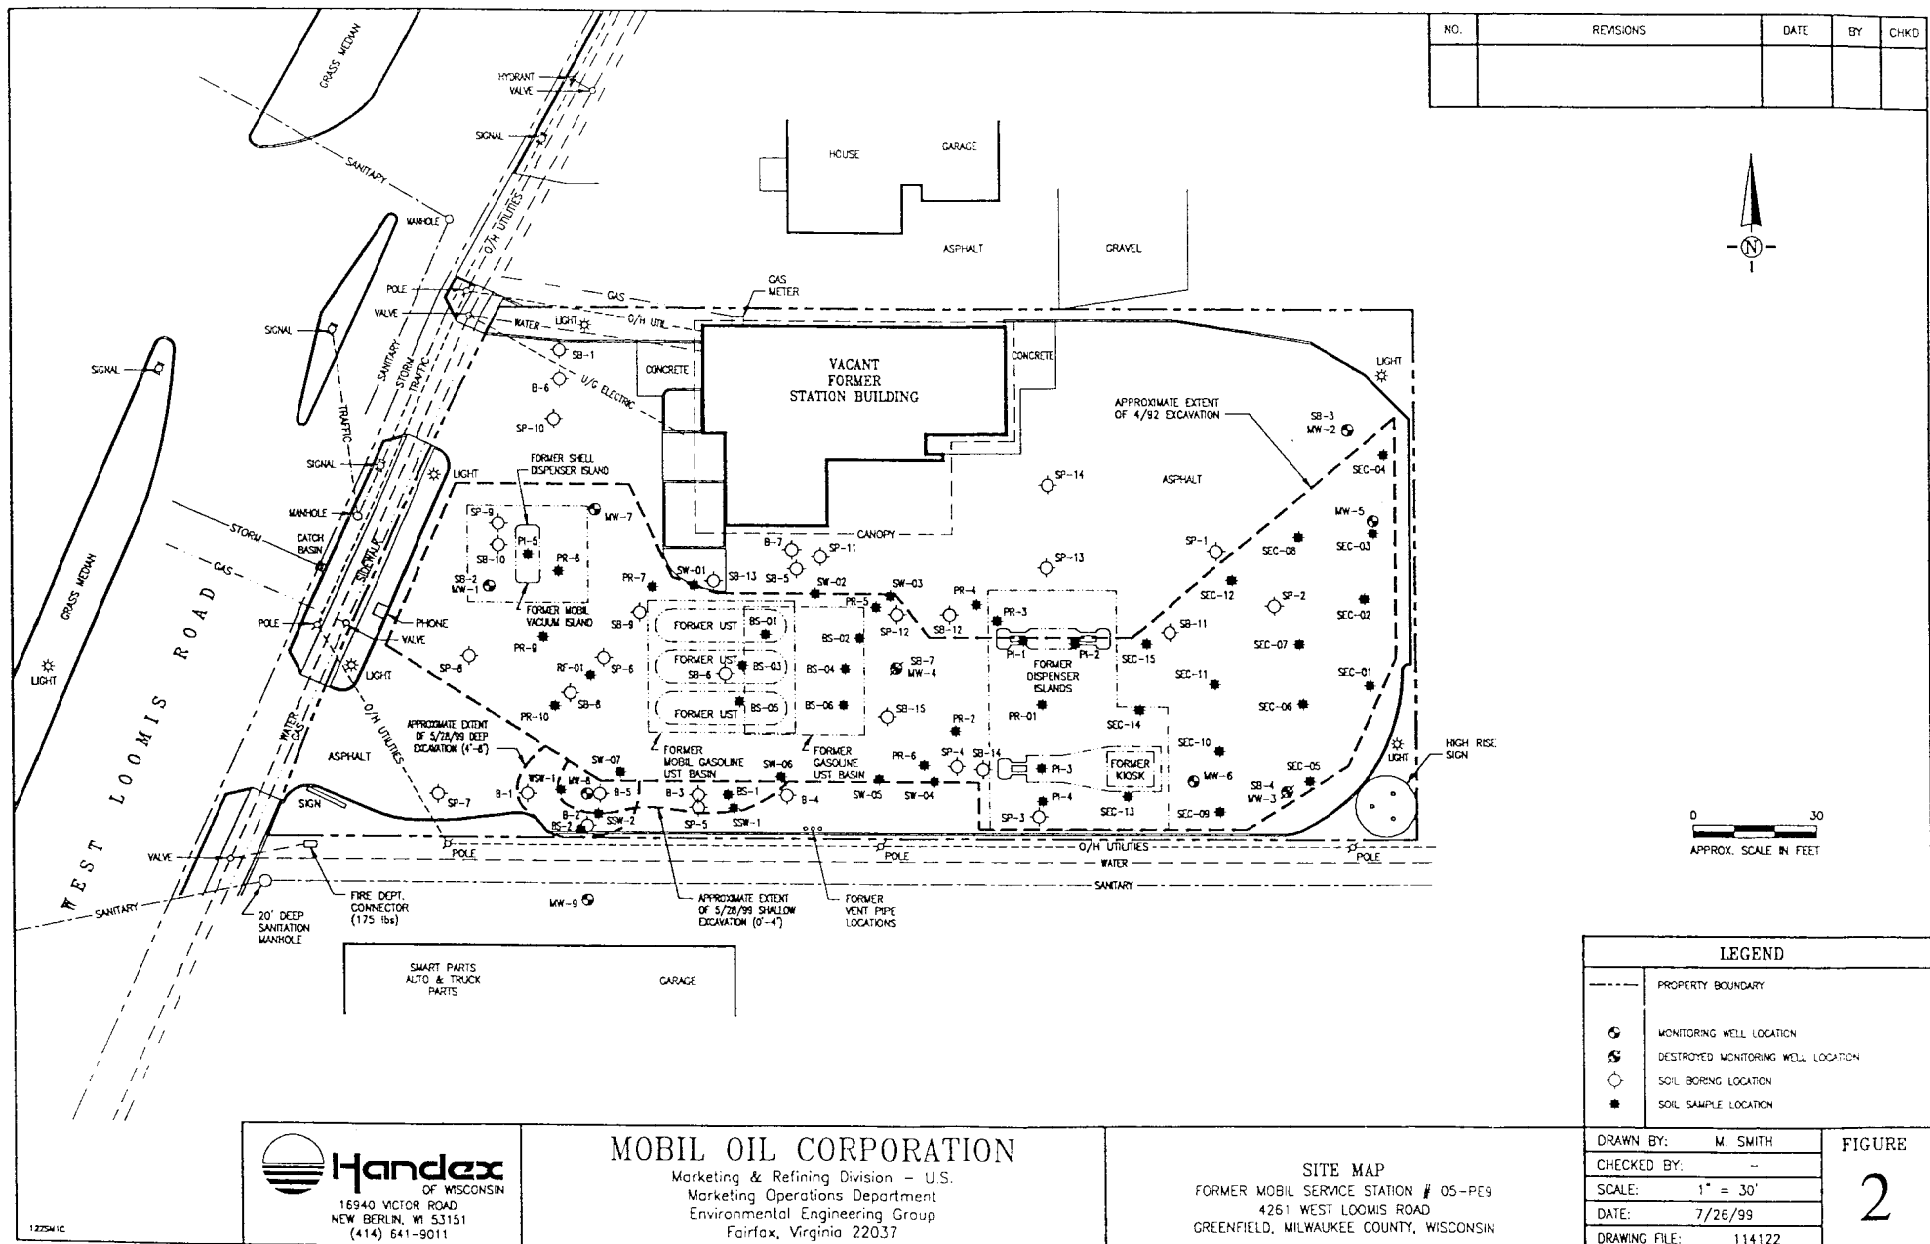 NO.
REVISIONS
DATE
BY
CHKD
GRASS MEDIAN
HYDRANT
VALVE
SIGNAL
SANITARY
MANHOLE
O/H UTILITIES
HOUSE
GARAGE
ASPHALT
GRAVEL
N
POLE
VALVE
GAS
GAS
METER
WATER
LIGHT
O/H UTIL
SIGNAL
SIGNAL
SANITARY
STORM
TRAFFIC
TRAFFIC
SB-1
B-6
SP-10
U/G ELECTRIC
CONCRETE
VACANT
FORMER
STATION BUILDING
CONCRETE
LIGHT
APPROXIMATE EXTENT
OF 4/92 EXCAVATION
SB-3
MW-2
SEC-04
SIGNAL
LIGHT
FORMER SHELL
DISPENSER ISLAND
SP-14
ASPHALT
MANHOLE
STORM
CATCH
BASIN
SIDEWALK
GAS
SP-9
PI-5
SB-10
PR-8
MW-7
CANOPY
B-7
SP-11
SB-5
SP-13
SP-1
SEC-08
MW-5
SEC-03
SB-2
MW-1
PR-7
SW-01
SB-13
SW-02
SW-03
PR-5
PR-4
PR-3
SEC-12
SP-2
SEC-02
GRASS MEDIAN
POLE
PHONE
VALVE
FORMER MOBIL
VACUUM ISLAND
SB-9
FORMER UST
BS-01
BS-02
SP-12
SB-12
PI-1
PI-2
SB-11
SEC-15
SEC-07
LIGHT
LIGHT
PR-9
SP-8
RF-01
SP-6
FORMER UST
SB-6
BS-03
BS-04
SB-7
MW-4
FORMER
DISPENSER
ISLANDS
SEC-11
SEC-01
WEST LOOMIS ROAD
O/H UTILITIES
WATER
GAS
PR-10
SB-8
FORMER UST
BS-05
BS-06
SB-15
PR-2
PR-01
SEC-14
SEC-06
APPROXIMATE EXTENT
OF 5/28/99 DEEP
EXCAVATION (4'-8')
ASPHALT
SW-07
FORMER
MOBIL GASOLINE
UST BASIN
SW-06
FORMER
GASOLINE
UST BASIN
PR-6
SP-4
SB-14
PI-3
FORMER
KIOSK
SEC-10
MW-6
LIGHT
HIGH RISE
SIGN
SIGN
SP-7
B-1
WSW-1
MW-8
B-5
B-3
BS-1
B-4
SW-05
SW-04
PI-4
SEC-13
SB-4
MW-3
SEC-05
B-2
BS-2
SSW-2
SP-5
SSW-1
SP-3
SEC-09
0
30
APPROX. SCALE IN FEET
VALVE
POLE
POLE
O/H UTILITIES
POLE
WATER
SANITARY
SANITARY
20' DEEP
SANITATION
MANHOLE
FIRE DEPT.
CONNECTOR
(175 lbs)
MW-9
APPROXIMATE EXTENT
OF 5/28/99 SHALLOW
EXCAVATION (0'-4')
FORMER
VENT PIPE
LOCATIONS
SMART PARTS
AUTO & TRUCK
PARTS
GARAGE
LEGEND
PROPERTY BOUNDARY
MONITORING WELL LOCATION
DESTROYED MONITORING WELL LOCATION
SOIL BORING LOCATION
SOIL SAMPLE LOCATION
Handex
OF WISCONSIN
16940 VICTOR ROAD
NEW BERLIN, WI 53151
(414) 641-9011
MOBIL OIL CORPORATION
Marketing & Refining Division - U.S.
Marketing Operations Department
Environmental Engineering Group
Fairfax, Virginia 22037
SITE MAP
FORMER MOBIL SERVICE STATION # 05-PE9
4261 WEST LOOMIS ROAD
GREENFIELD, MILWAUKEE COUNTY, WISCONSIN
DRAWN BY: M. SMITH
CHECKED BY: -
SCALE: 1" = 30'
DATE: 7/26/99
DRAWING FILE: 114122
FIGURE
2